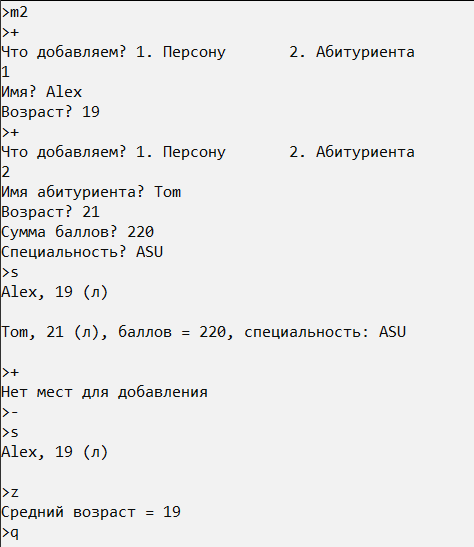 >m2
>+
Что добавляем? 1. Персону 2. Абитуриента
1
Имя? Alex
Возраст? 19
>+
Что добавляем? 1. Персону 2. Абитуриента
2
Имя абитуриента? Tom
Возраст? 21
Сумма баллов? 220
Специальность? ASU
>s
Alex, 19 (л)
Tom, 21 (л), баллов = 220, специальность: ASU
>+
Нет мест для добавления
>-
>s
Alex, 19 (л)
>z
Средний возраст = 19
>q